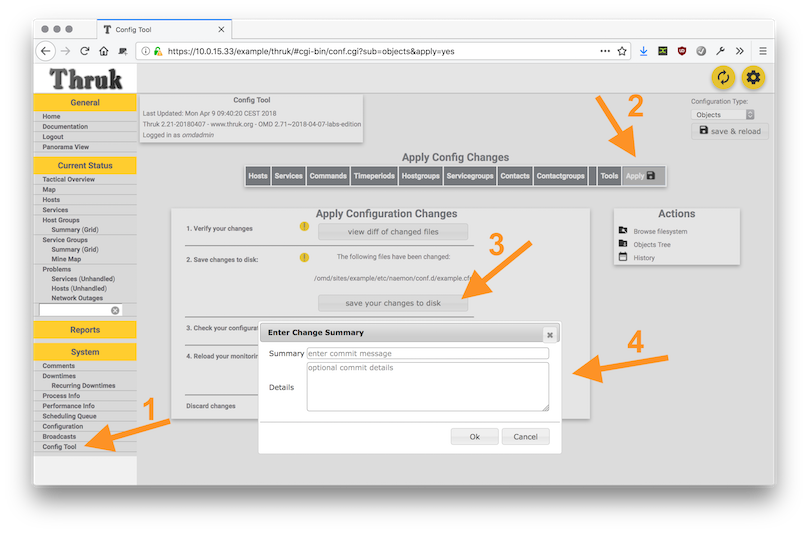 Config Tool
https://10.0.15.33/example/thruk/#cgi-bin/conf.cgi?sub=objects&apply=yes
Thruk
General
Home
Documentation
Logout
Panorama View
Current Status
Tactical Overview
Map
Hosts
Services
Host Groups
Summary (Grid)
Service Groups
Summary (Grid)
Mine Map
Problems
Services (Unhandled)
Hosts (Unhandled)
Network Outages
Reports
System
Comments
Downtimes
Recurring Downtimes
Process Info
Performance Info
Scheduling Queue
Configuration
Broadcasts
Config Tool
1
Config Tool
Last Updated: Mon Apr 9 09:40:20 CEST 2018
Thruk 2.21-20180407 - www.thruk.org - OMD 2.71~2018-04-07-labs-edition
Logged in as omdadmin
2
Configuration Type:
Objects
save & reload
Apply Config Changes
Hosts Services Commands Timeperiods Hostgroups Servicegroups Contacts Contactgroups Tools Apply
Apply Configuration Changes
1. Verify your changes
view diff of changed files
2. Save changes to disk:
The following files have been changed:
/omd/sites/example/etc/naemon/conf.d/example.cf
save your changes to disk
3
3. Check your configurat
4. Reload your monitorin
Discard changes
Actions
Browse filesystem
Objects Tree
History
Enter Change Summary
Summary enter commit message
Details optional commit details
Ok Cancel
4